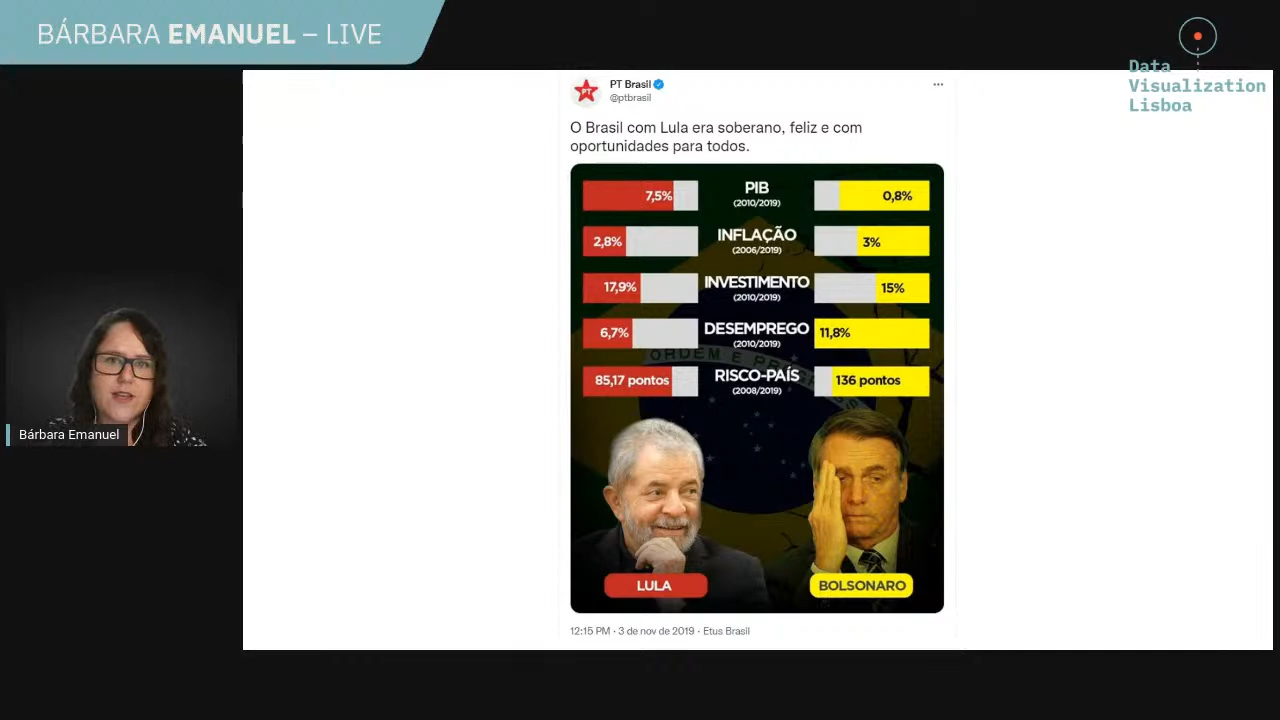 BÁRBARA EMANUEL – LIVE
Data
Visualization
Lisboa
PT Brasil
@ptbrasil
O Brasil com Lula era soberano, feliz e com
oportunidades para todos.
7,5%
PIB
(2010/2019)
0,8%
2,8%
INFLAÇÃO
(2006/2019)
3%
17,9%
INVESTIMENTO
(2010/2019)
15%
6,7%
DESEMPREGO
(2010/2019)
11,8%
ORDEM E
85,17 pontos
RISCO-PAÍS
(2008/2019)
136 pontos
LULA
BOLSONARO
12:15 PM · 3 de nov de 2019 · Etus Brasil
Bárbara Emanuel
PT